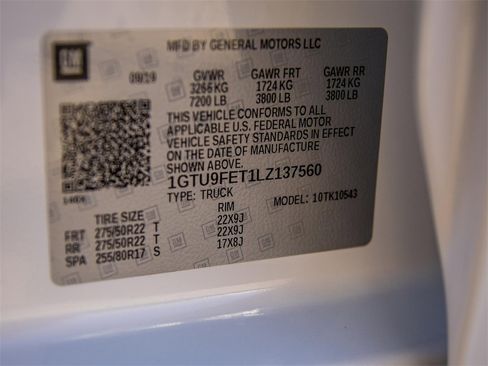 GM
MFD BY GENERAL MOTORS LLC
09/19 GVWR GAWR FRT GAWR RR
3266 KG 1724 KG 1724 KG
7200 LB 3800 LB 3800 LB
THIS VEHICLE CONFORMS TO ALL
APPLICABLE U.S. FEDERAL MOTOR
VEHICLE SAFETY STANDARDS IN EFFECT
ON THE DATE OF MANUFACTURE
SHOWN ABOVE.
1GTU9FET1LZ137560
TYPE: TRUCK MODEL: 10TK10543
TIRE SIZE RIM
FRT 275/50R22 T 22X9J
RR 275/50R22 T 22X9J
SPA 255/80R17 S 17X8J